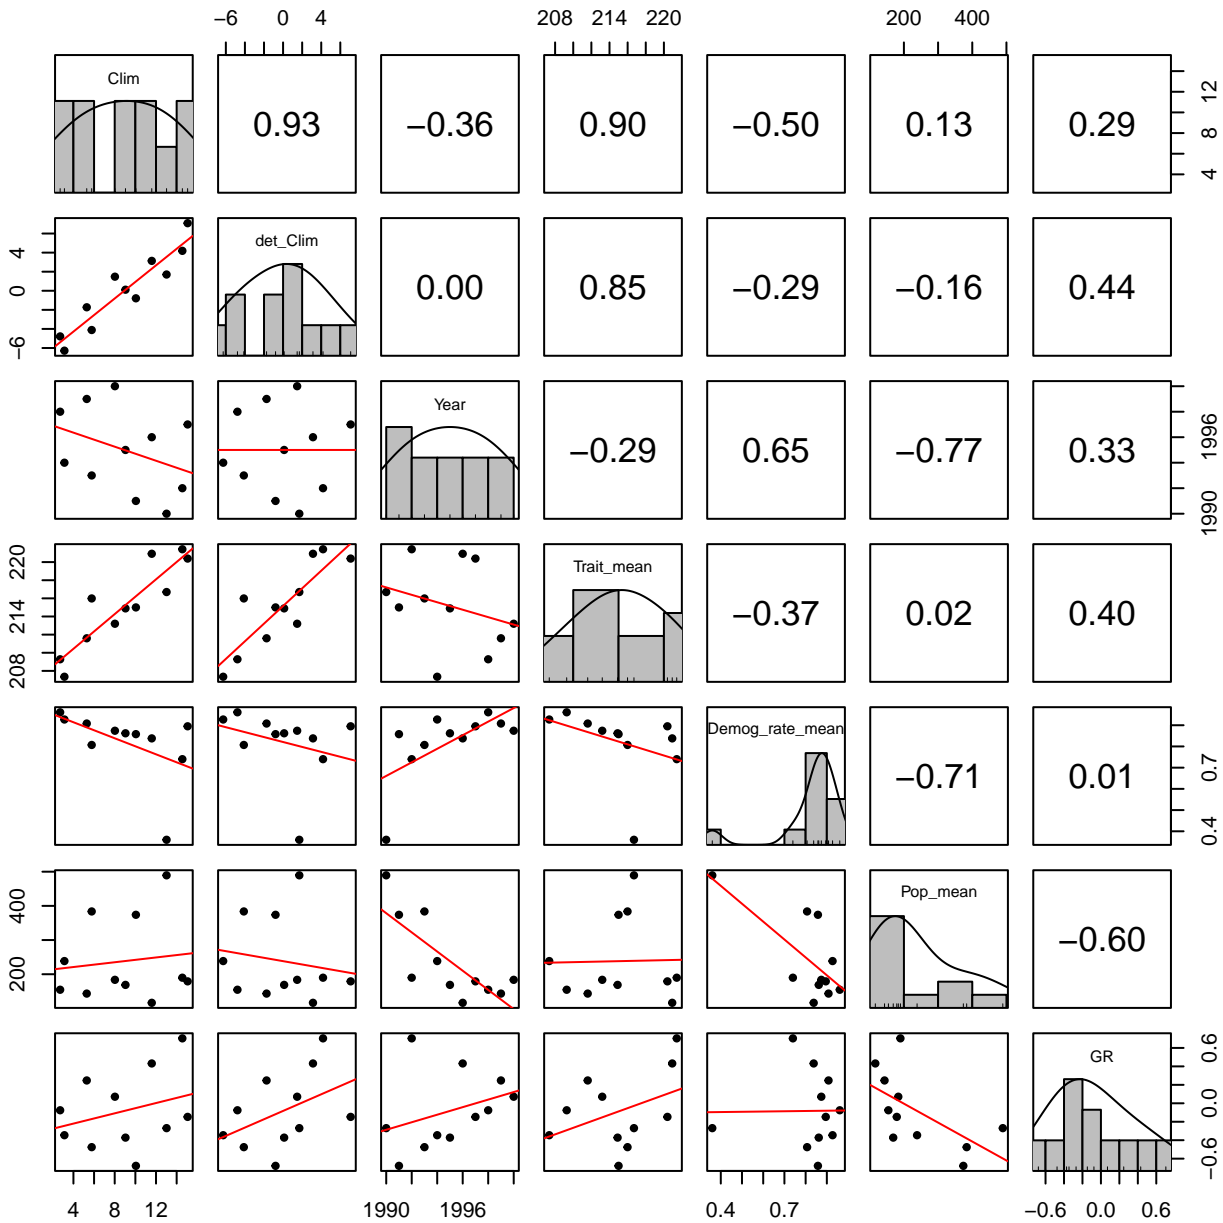 −6 0 4 208 214 220 200 400
Clim 0.93 −0.36 0.90 −0.50 0.13 0.29 4 8 12
−6 0 4 det_Clim 0.00 0.85 −0.29 −0.16 0.44
Year −0.29 0.65 −0.77 0.33 1990 1996
208 214 220 Trait_mean −0.37 0.02 0.40
Demog_rate_mean −0.71 0.01 0.4 0.7
200 400 Pop_mean −0.60
GR −0.6 0.0 0.6
4 8 12 1990 1996 0.4 0.7 −0.6 0.0 0.6